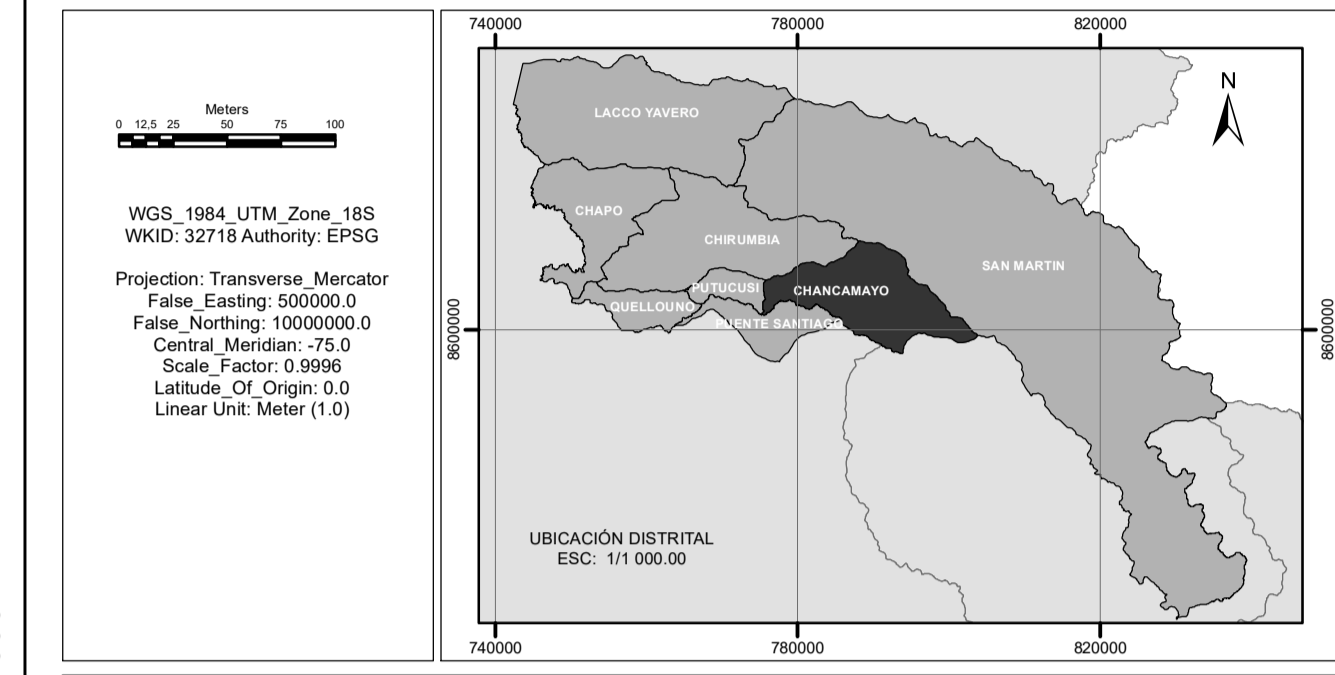 Meters
0 12,5 25 50 75 100
WGS_1984_UTM_Zone_18S
WKID: 32718 Authority: EPSG
Projection: Transverse_Mercator
False_Easting: 500000.0
False_Northing: 10000000.0
Central_Meridian: -75.0
Scale_Factor: 0.9996
Latitude_Of_Origin: 0.0
Linear Unit: Meter (1.0)
740000 780000 820000
N
LACCO YAVERO
CHAPO
CHIRUMBIA
SAN MARTIN
PUTUCUSI
CHANCAMAYO
QUELLOUNO
PUENTE SANTIAGO
8600000 8600000
UBICACIÓN DISTRITAL
ESC: 1/1 000.00
740000 780000 820000